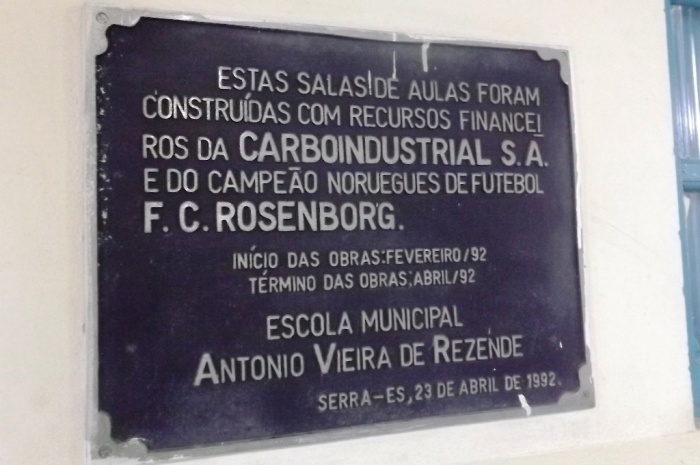 ESTAS SALAS DE AULAS FORAM
CONSTRUÍDAS COM RECURSOS FINANCEI
ROS DA CARBOINDUSTRIAL S.A.
E DO CAMPEÃO NORUEGUES DE FUTEBOL
F. C. ROSENBORG.
INÍCIO DAS OBRAS: FEVEREIRO/92
TÉRMINO DAS OBRAS: ABRIL/92
ESCOLA MUNICIPAL
ANTONIO VIEIRA DE REZENDE
SERRA-ES, 23 DE ABRIL DE 1992.